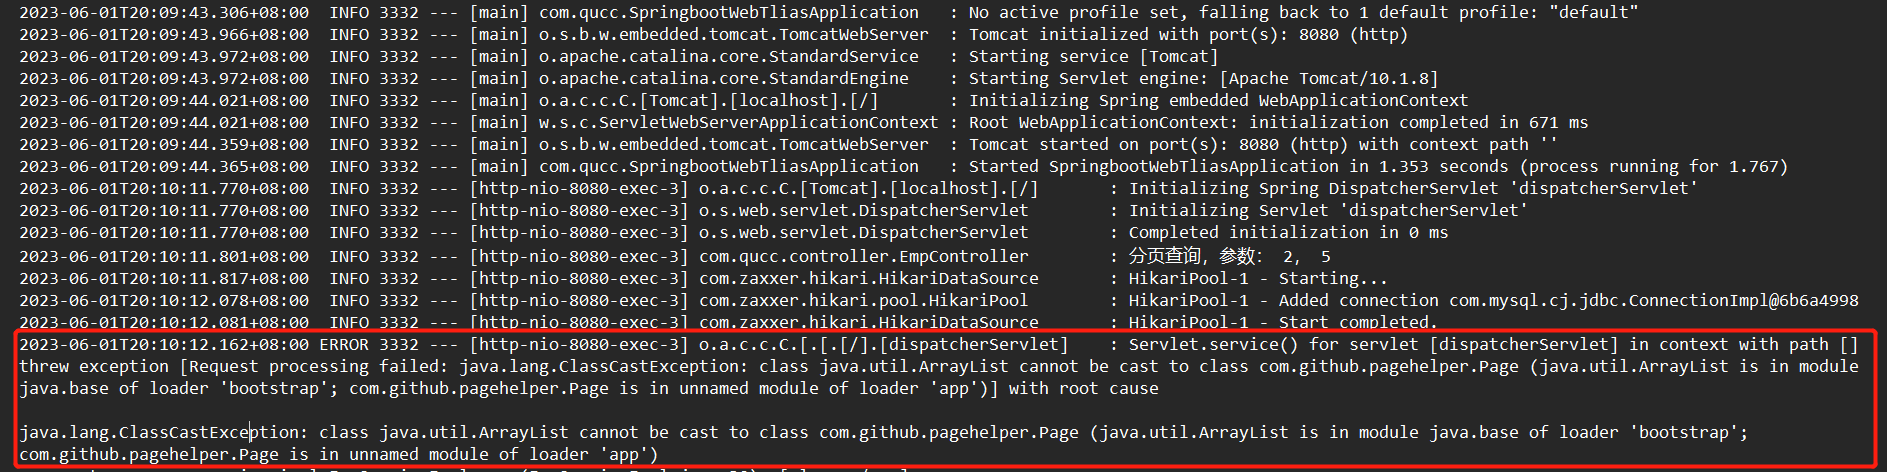 2023-06-01T20:09:43.306+08:00  INFO 3332 --- [main] com.qucc.SpringbootWebTliasApplication   : No active profile set, falling back to 1 default profile: "default"
2023-06-01T20:09:43.966+08:00  INFO 3332 --- [main] o.s.b.w.embedded.tomcat.TomcatWebServer  : Tomcat initialized with port(s): 8080 (http)
2023-06-01T20:09:43.972+08:00  INFO 3332 --- [main] o.apache.catalina.core.StandardService   : Starting service [Tomcat]
2023-06-01T20:09:43.972+08:00  INFO 3332 --- [main] o.apache.catalina.core.StandardEngine    : Starting Servlet engine: [Apache Tomcat/10.1.8]
2023-06-01T20:09:44.021+08:00  INFO 3332 --- [main] o.a.c.c.C.[Tomcat].[localhost].[/]       : Initializing Spring embedded WebApplicationContext
2023-06-01T20:09:44.021+08:00  INFO 3332 --- [main] w.s.c.ServletWebServerApplicationContext : Root WebApplicationContext: initialization completed in 671 ms
2023-06-01T20:09:44.359+08:00  INFO 3332 --- [main] o.s.b.w.embedded.tomcat.TomcatWebServer  : Tomcat started on port(s): 8080 (http) with context path ''
2023-06-01T20:09:44.365+08:00  INFO 3332 --- [main] com.qucc.SpringbootWebTliasApplication   : Started SpringbootWebTliasApplication in 1.353 seconds (process running for 1.767)
2023-06-01T20:10:11.770+08:00  INFO 3332 --- [http-nio-8080-exec-3] o.a.c.c.C.[Tomcat].[localhost].[/]       : Initializing Spring DispatcherServlet 'dispatcherServlet'
2023-06-01T20:10:11.770+08:00  INFO 3332 --- [http-nio-8080-exec-3] o.s.web.servlet.DispatcherServlet        : Initializing Servlet 'dispatcherServlet'
2023-06-01T20:10:11.770+08:00  INFO 3332 --- [http-nio-8080-exec-3] o.s.web.servlet.DispatcherServlet        : Completed initialization in 0 ms
2023-06-01T20:10:11.801+08:00  INFO 3332 --- [http-nio-8080-exec-3] com.qucc.controller.EmpController        : 分页查询，参数： 2， 5
2023-06-01T20:10:11.817+08:00  INFO 3332 --- [http-nio-8080-exec-3] com.zaxxer.hikari.HikariDataSource       : HikariPool-1 - Starting...
2023-06-01T20:10:12.078+08:00  INFO 3332 --- [http-nio-8080-exec-3] com.zaxxer.hikari.pool.HikariPool        : HikariPool-1 - Added connection com.mysql.cj.jdbc.ConnectionImpl@6b6a4998
2023-06-01T20:10:12.081+08:00  INFO 3332 --- [http-nio-8080-exec-3] com.zaxxer.hikari.HikariDataSource       : HikariPool-1 - Start completed.
2023-06-01T20:10:12.162+08:00 ERROR 3332 --- [http-nio-8080-exec-3] o.a.c.c.C.[.[.[/].[dispatcherServlet]    : Servlet.service() for servlet [dispatcherServlet] in context with path []
threw exception [Request processing failed: java.lang.ClassCastException: class java.util.ArrayList cannot be cast to class com.github.pagehelper.Page (java.util.ArrayList is in module
java.base of loader 'bootstrap'; com.github.pagehelper.Page is in unnamed module of loader 'app')] with root cause
java.lang.ClassCastException: class java.util.ArrayList cannot be cast to class com.github.pagehelper.Page (java.util.ArrayList is in module java.base of loader 'bootstrap';
com.github.pagehelper.Page is in unnamed module of loader 'app')